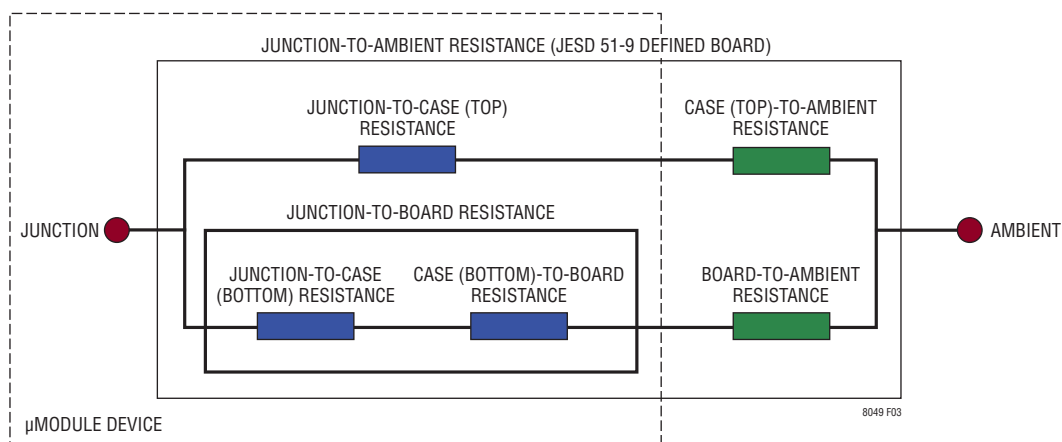 JUNCTION-TO-AMBIENT RESISTANCE (JESD 51-9 DEFINED BOARD)
JUNCTION-TO-CASE (TOP)
RESISTANCE
CASE (TOP)-TO-AMBIENT
RESISTANCE
JUNCTION-TO-BOARD RESISTANCE
JUNCTION
AMBIENT
JUNCTION-TO-CASE
(BOTTOM) RESISTANCE
CASE (BOTTOM)-TO-BOARD
RESISTANCE
BOARD-TO-AMBIENT
RESISTANCE
8049 F03
µMODULE DEVICE